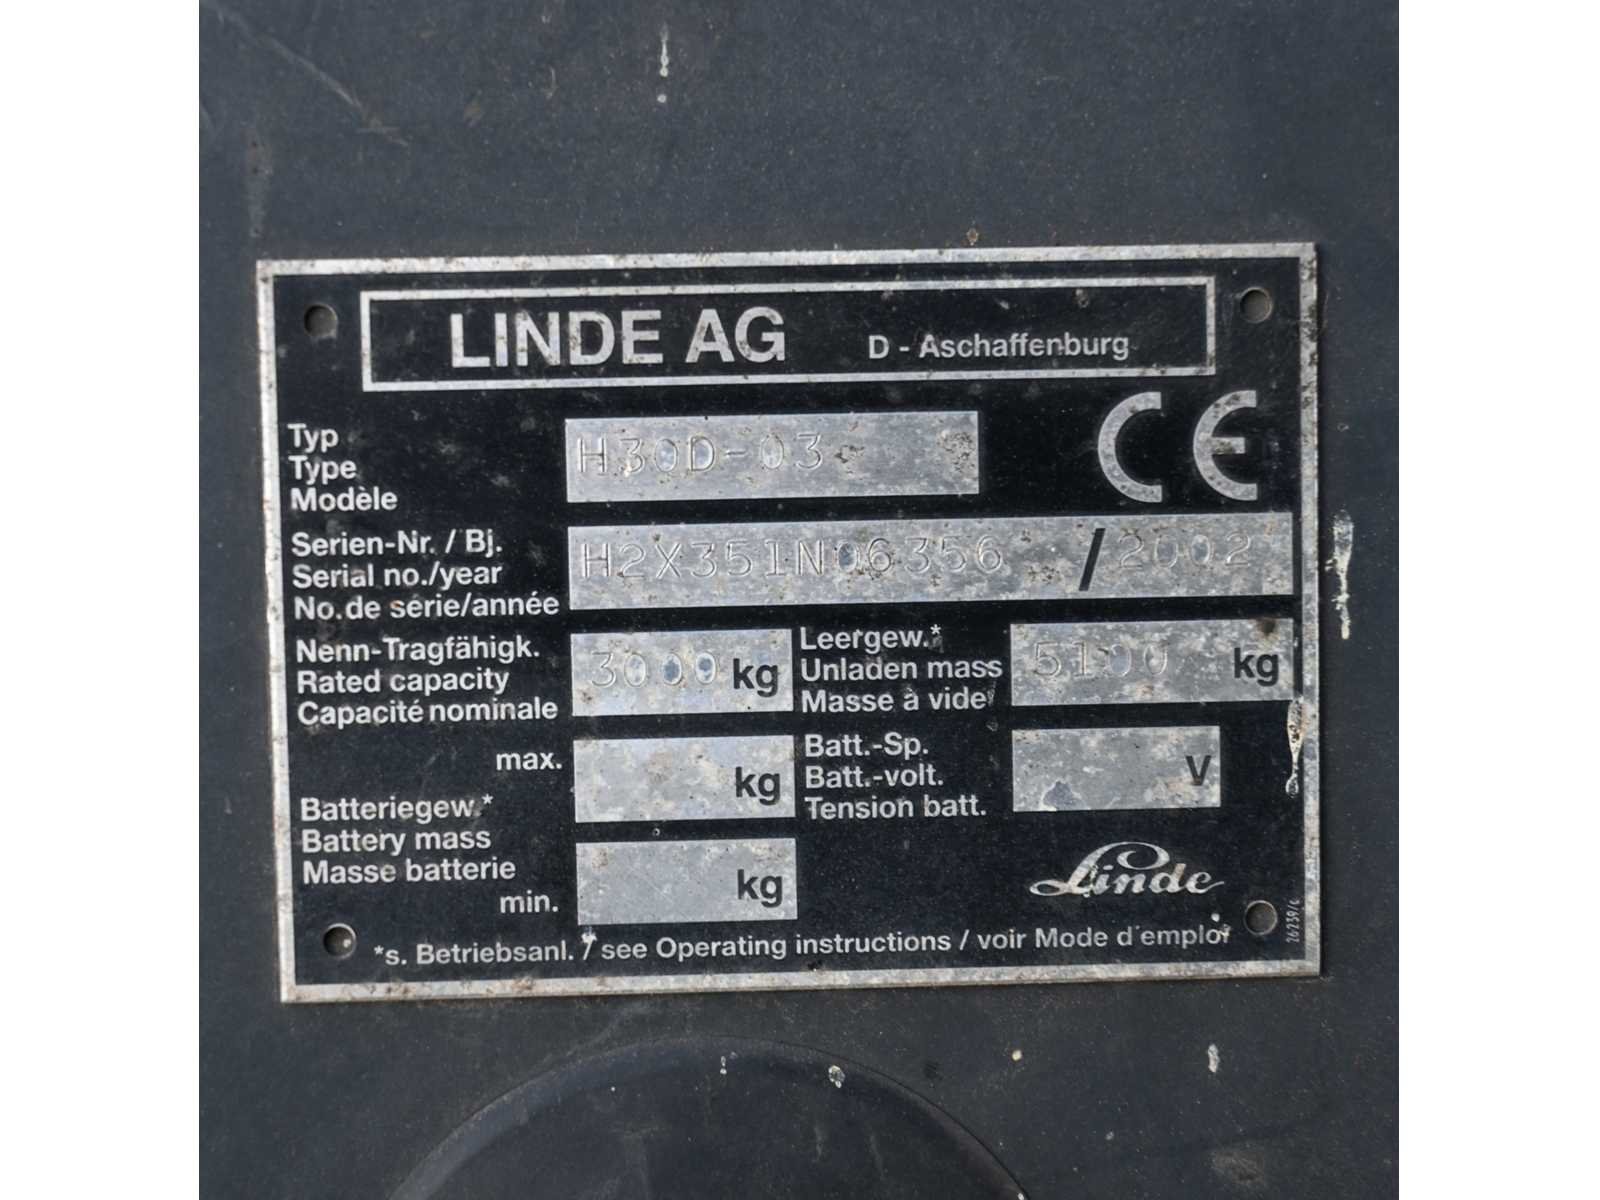 LINDE AG D - Aschaffenburg
Typ
Type
Modèle
H30D-03
CE
Serien-Nr. / Bj.
Serial no./year
No.de série/année
H2X351N06356 / 2002
Nenn-Tragfähigk.
Rated capacity
Capacité nominale
3000 kg
Leergew.*
Unladen mass
Masse à vide
5100 kg
max. kg
Batteriegew.*
Battery mass
Masse batterie
min. kg
Batt.-Sp.
Batt.-volt.
Tension batt.
V
Linde
*s. Betriebsanl. / see Operating instructions / voir Mode d'emploi